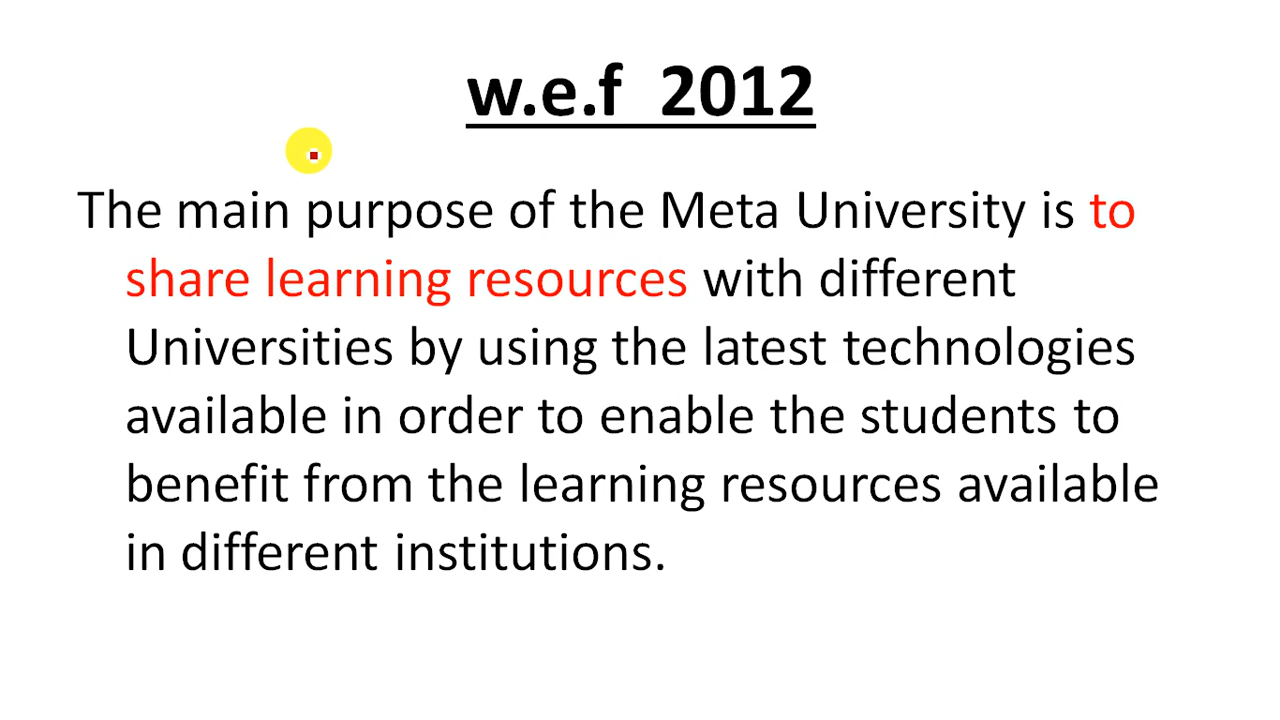 w.e.f 2012
The main purpose of the Meta University is to
share learning resources with different
Universities by using the latest technologies
available in order to enable the students to
benefit from the learning resources available
in different institutions.